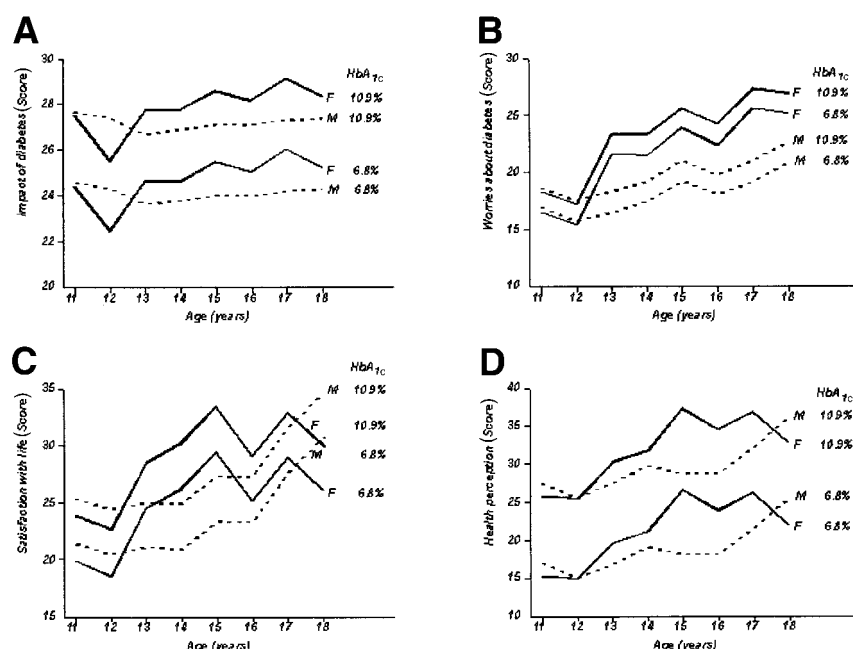 A
Impact of diabetes (Score)
30
28
26
24
22
20
HbA1c
F 10.9%
M 10.9%
F 6.8%
M 6.8%
11 12 13 14 15 16 17 18
Age (years)
B
Worries about diabetes (Score)
30
25
20
15
10
HbA1c
F 10.9%
F 6.8%
M 10.9%
M 6.8%
11 12 13 14 15 16 17 18
Age (years)
C
Satisfaction with life (Score)
35
30
25
20
15
HbA1c
M 10.9%
F 10.9%
M 6.8%
F 6.8%
11 12 13 14 15 16 17 18
Age (years)
D
Health perception (Score)
40
35
30
25
20
15
10
HbA1c
M 10.9%
F 10.9%
M 6.8%
F 6.8%
11 12 13 14 15 16 17 18
Age (years)